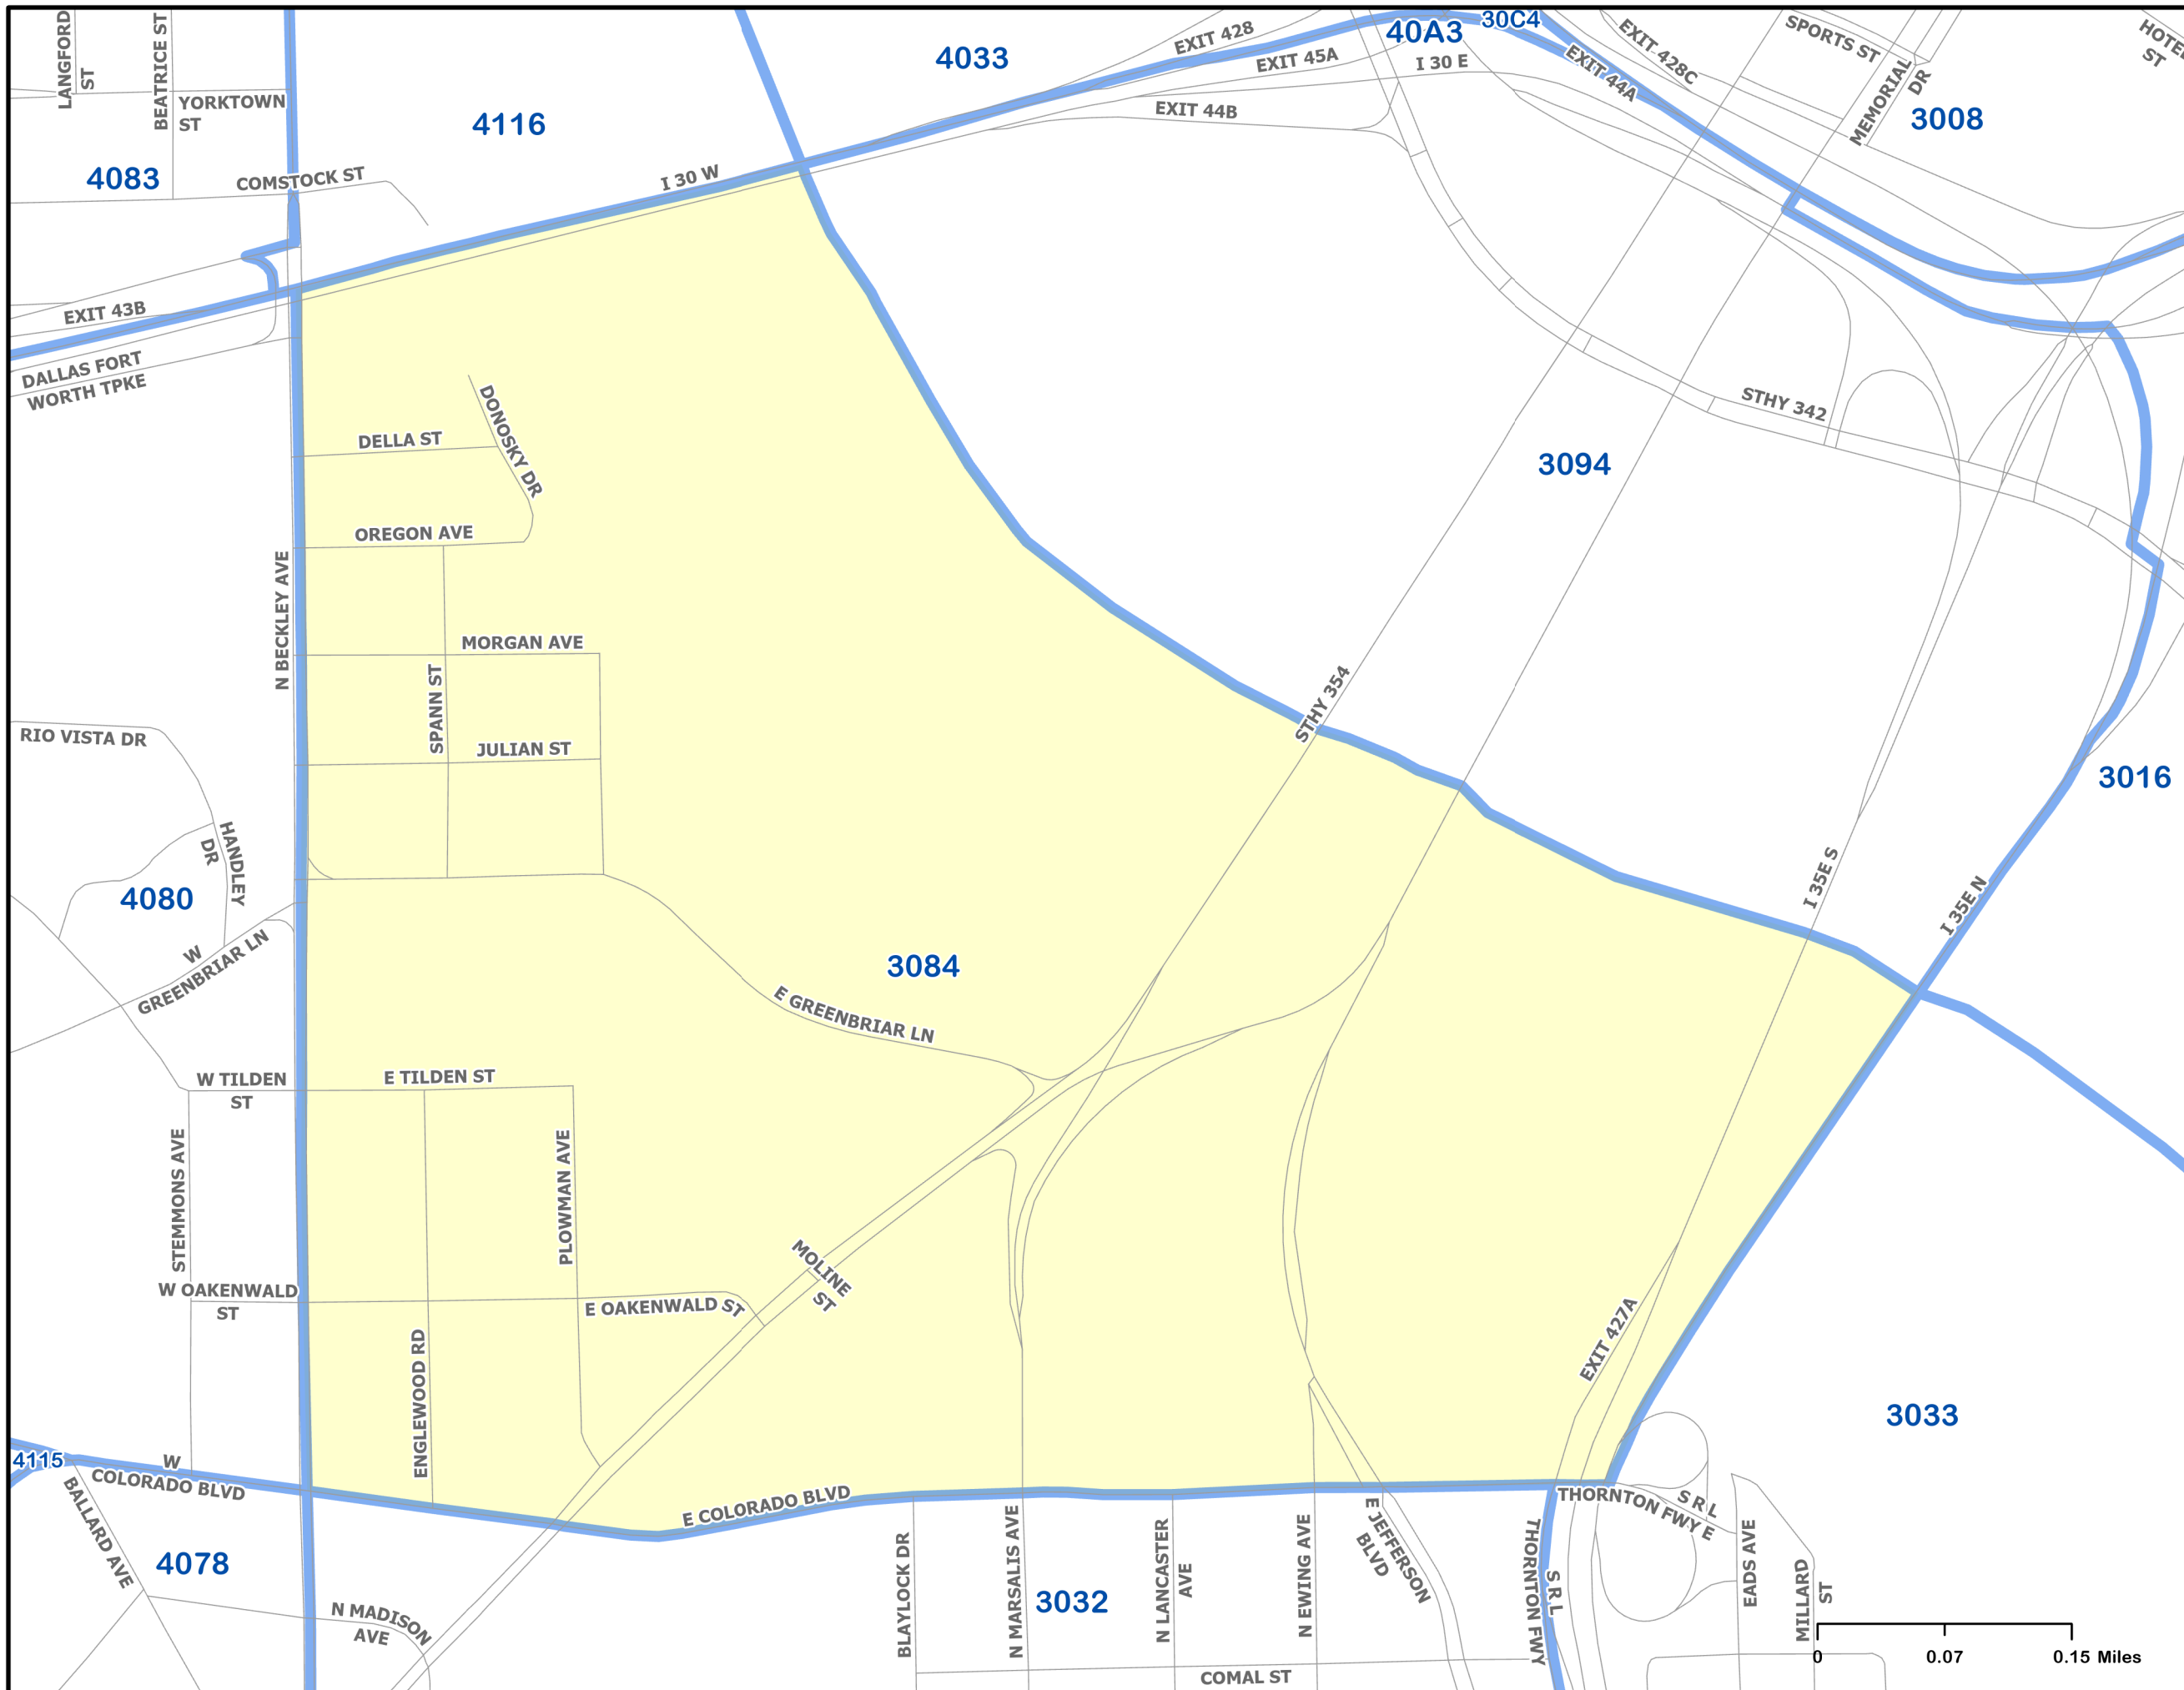 LANGFORD
ST
BEATRICE ST
YORKTOWN
ST
4083
4116
COMSTOCK ST
4033
EXIT 428
EXIT 45A
40A3
30C4
I 30 E
EXIT 44B
EXIT 44A
EXIT 428C
SPORTS ST
MEMORIAL
DR
3008
HOTE
ST
I 30 W
EXIT 43B
DALLAS FORT
WORTH TPKE
DELLA ST
DONOSKY DR
OREGON AVE
N BECKLEY AVE
MORGAN AVE
SPANN ST
JULIAN ST
STHY 342
3094
STHY 354
3016
I 35E S
I 35E N
RIO VISTA DR
HANDLEY
DR
4080
W
GREENBRIAR LN
3084
E GREENBRIAR LN
W TILDEN
ST
E TILDEN ST
STEMMONS AVE
PLOWMAN AVE
W OAKENWALD
ST
E OAKENWALD ST
MOLINE
ST
ENGLEWOOD RD
EXIT 427A
3033
4115
W
COLORADO BLVD
E COLORADO BLVD
BALLARD AVE
4078
N MADISON
AVE
BLAYLOCK DR
N MARSALIS AVE
3032
N LANCASTER
AVE
N EWING AVE
E JEFFERSON
BLVD
THORNTON FWY
S R L
S R L
THORNTON FWY E
EADS AVE
MILLARD
ST
COMAL ST
0
0.07
0.15 Miles